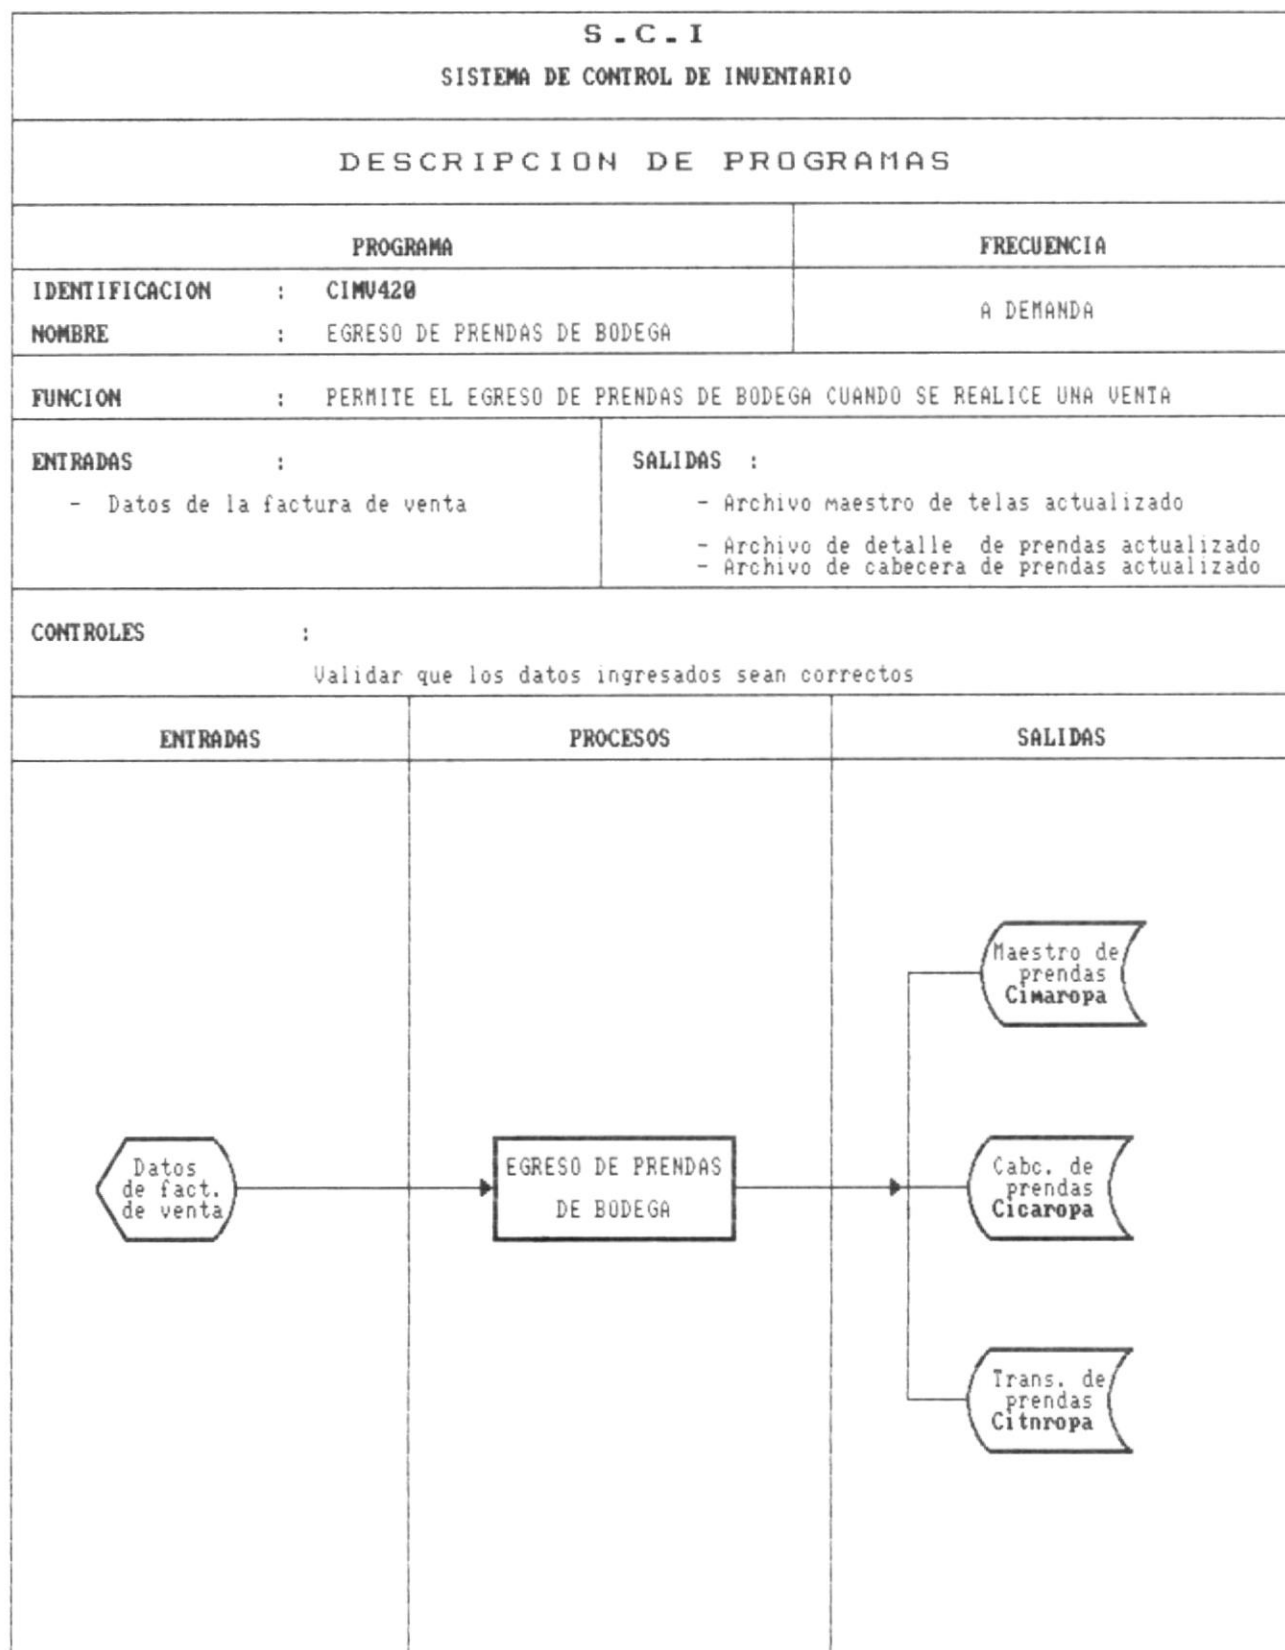 S.C.I
SISTEMA DE CONTROL DE INVENTARIO
DESCRIPCION DE PROGRAMAS
PROGRAMA
FRECUENCIA
IDENTIFICACION : CIMV420
A DEMANDA
NOMBRE : EGRESO DE PRENDAS DE BODEGA
FUNCION : PERMITE EL EGRESO DE PRENDAS DE BODEGA CUANDO SE REALICE UNA VENTA
ENTRADAS :
- Datos de la factura de venta
SALIDAS :
- Archivo maestro de telas actualizado
- Archivo de detalle de prendas actualizado
- Archivo de cabecera de prendas actualizado
CONTROLES :
Validar que los datos ingresados sean correctos
ENTRADAS
PROCESOS
SALIDAS
Datos
de fact.
de venta
EGRESO DE PRENDAS
DE BODEGA
Maestro de
prendas
Cimaropa
Cabc. de
prendas
Cicaropa
Trans. de
prendas
Citnropa